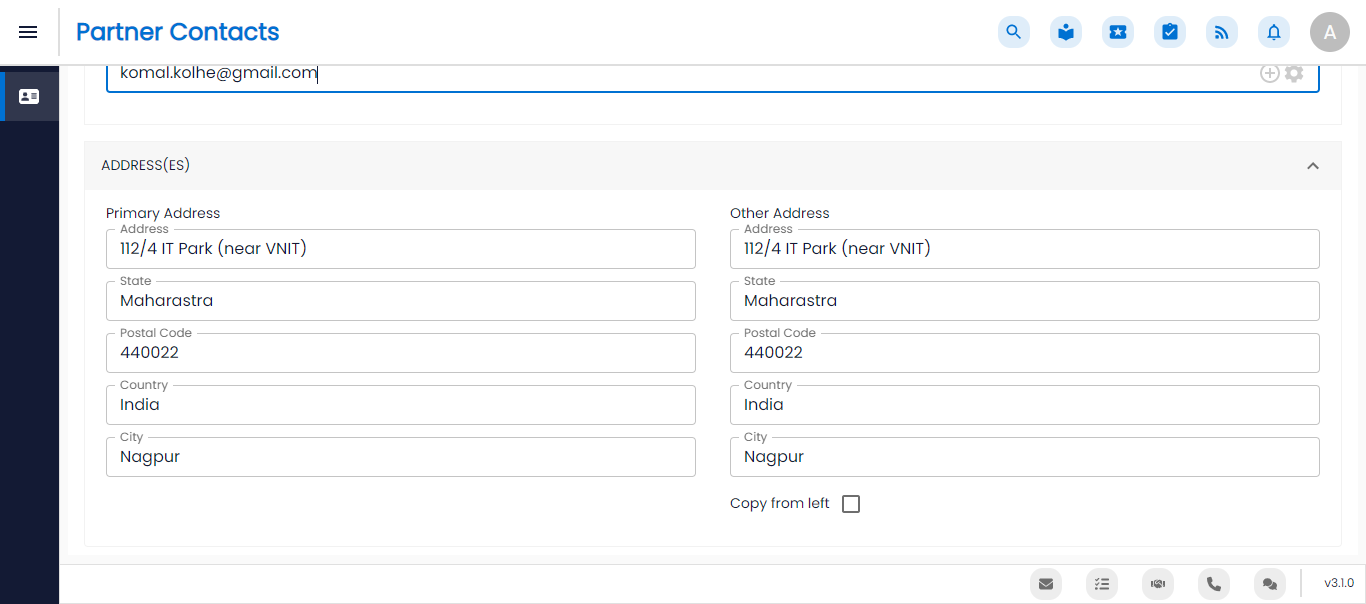 Partner Contacts
A
komal.kolhe@gmail.com
ADDRESS(ES)
Primary Address
Address
112/4 IT Park (near VNIT)
State
Maharastra
Postal Code
440022
Country
India
City
Nagpur
Other Address
Address
112/4 IT Park (near VNIT)
State
Maharastra
Postal Code
440022
Country
India
City
Nagpur
Copy from left
v3.1.0